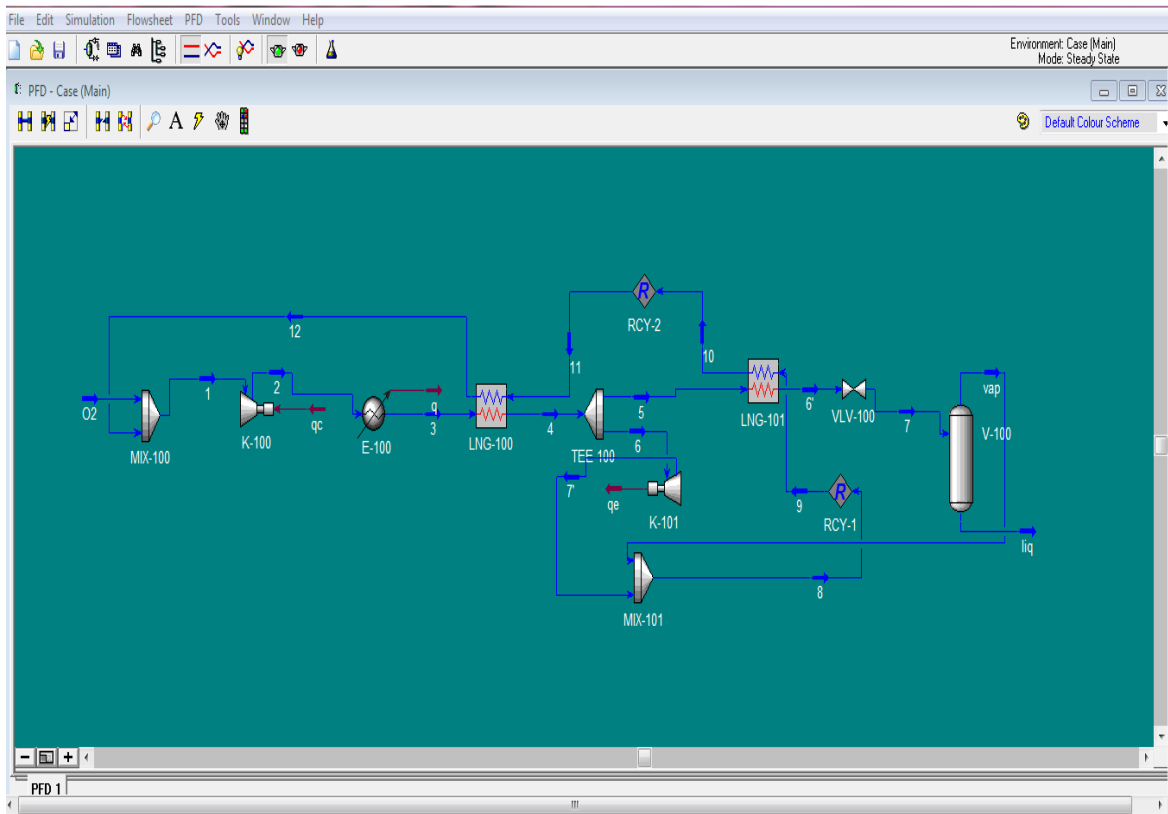 File Edit Simulation Flowsheet PFD Tools Window Help
Environment: Case (Main)
Mode: Steady State
PFD - Case (Main)
A
Default Colour Scheme
12
R
RCY-2
11
10
O2
MIX-100
1
K-100
2
qc
E-100
q
3
LNG-100
4
TEE-100
5
6
7'
qe
K-101
LNG-101
6'
VLV-100
7
vap
V-100
9
R
RCY-1
liq
MIX-101
8
PFD 1